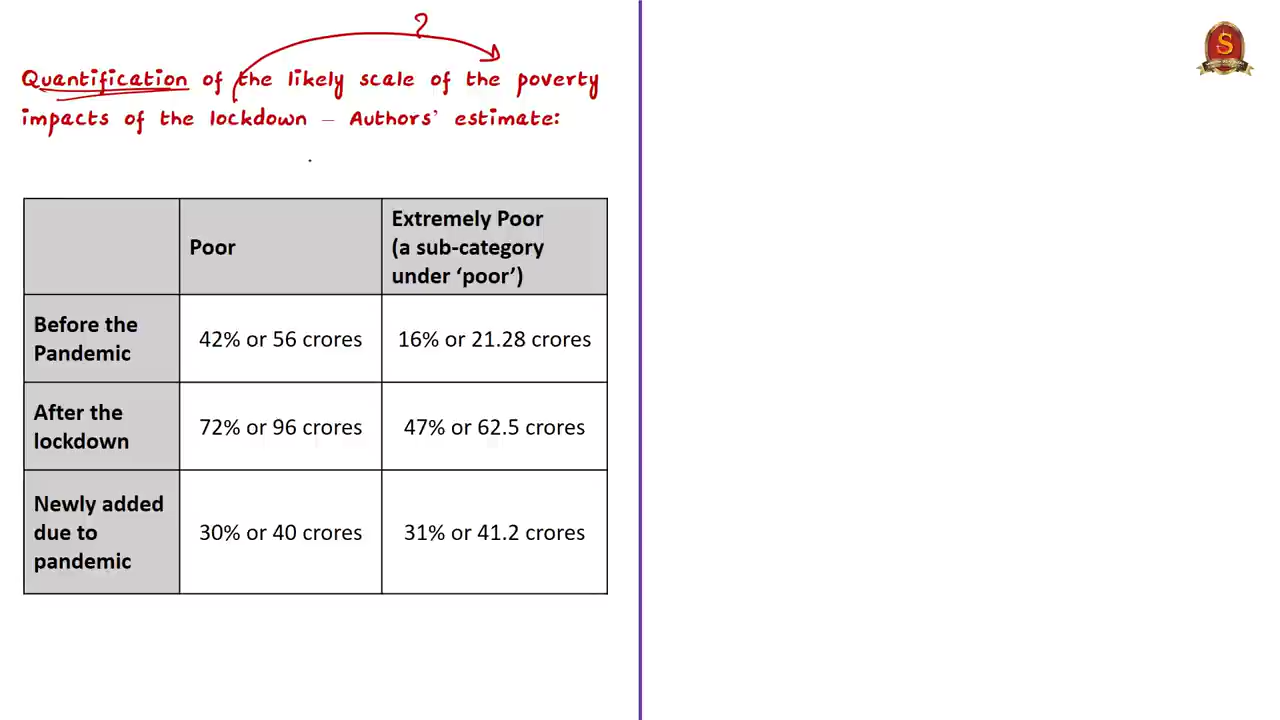 ?
Quantification of the likely scale of the poverty
impacts of the lockdown – Authors' estimate:
Poor
Extremely Poor
(a sub-category
under 'poor')
Before the
Pandemic
42% or 56 crores
16% or 21.28 crores
After the
lockdown
72% or 96 crores
47% or 62.5 crores
Newly added
due to
pandemic
30% or 40 crores
31% or 41.2 crores
S